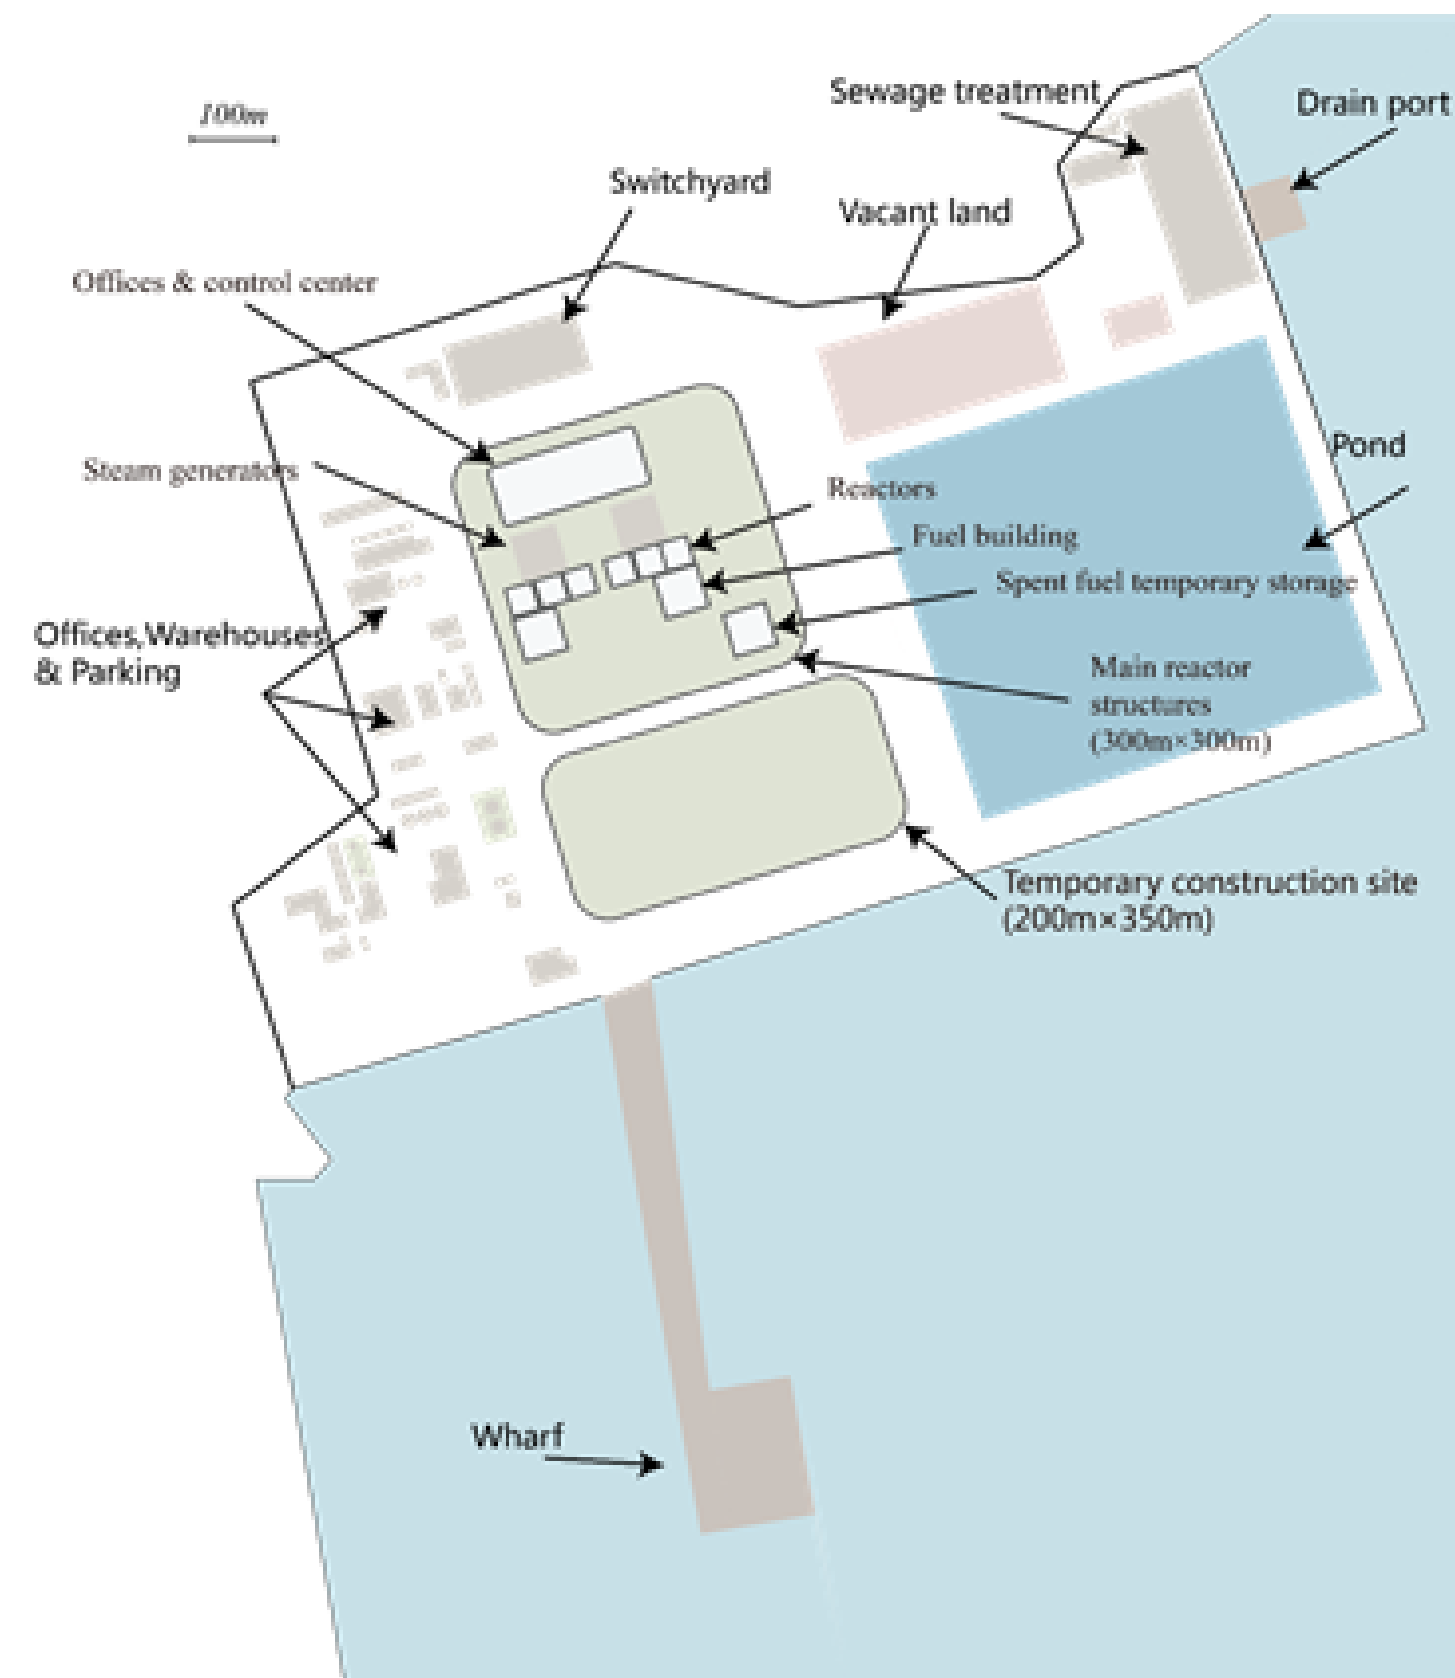 Sewage treatment
Drain port
100m
Switchyard
Vacant land
Offices & control center
Pond
Steam generators
Reactors
Fuel building
Spent fuel temporary storage
Offices,Warehouses
& Parking
Main reactor
structures
(300m×300m)
Temporary construction site
(200m×350m)
Wharf